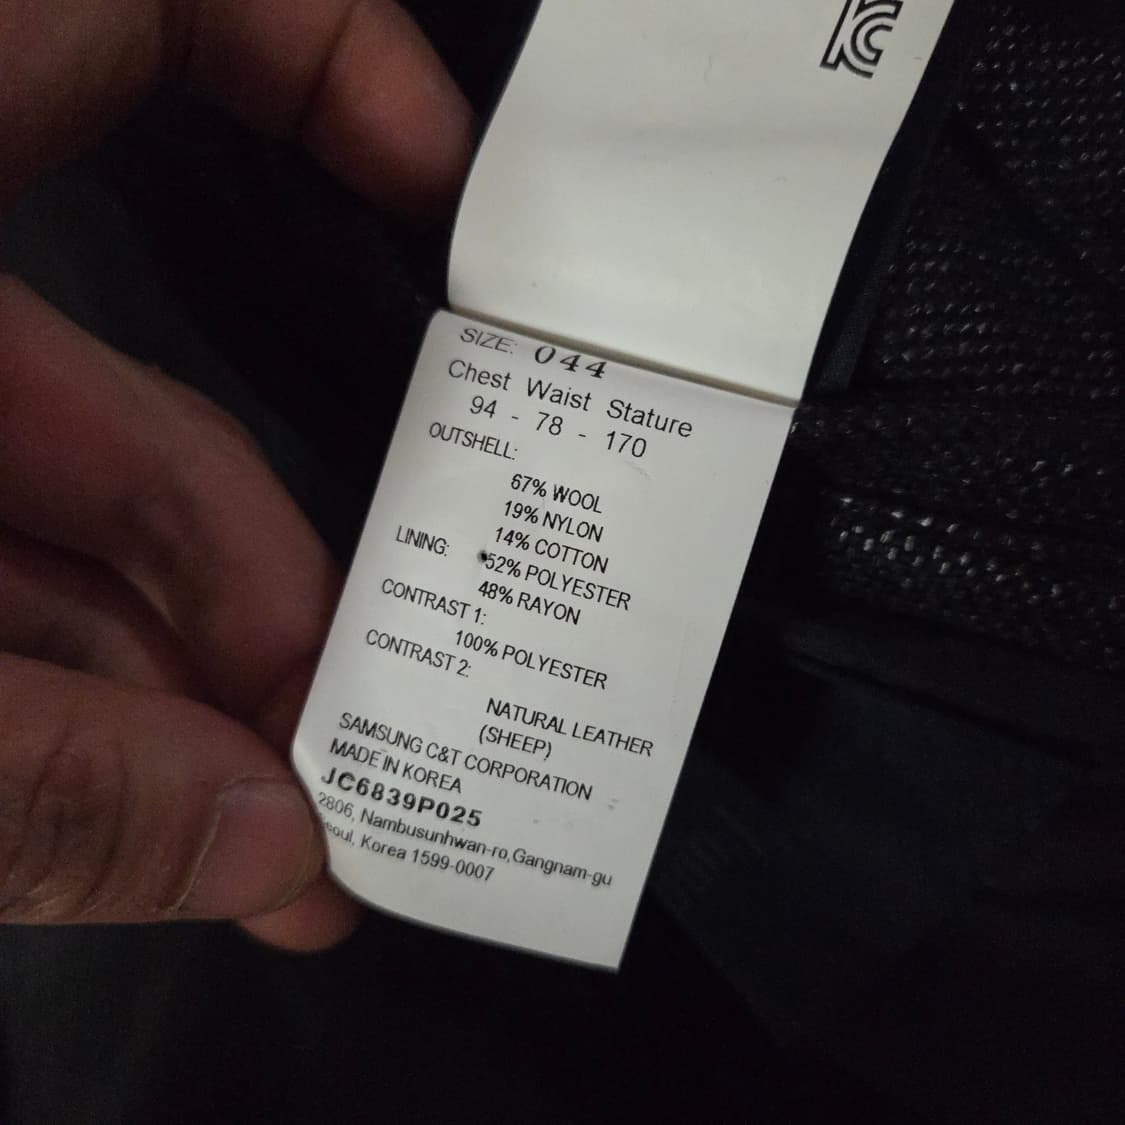 KC
SIZE: 044
Chest Waist Stature
94 - 78 - 170
OUTSHELL:
67% WOOL
19% NYLON
14% COTTON
LINING: 52% POLYESTER
48% RAYON
CONTRAST 1:
100% POLYESTER
CONTRAST 2:
NATURAL LEATHER
(SHEEP)
SAMSUNG C&T CORPORATION
MADE IN KOREA
JC6839P025
2806, Nambusunhwan-ro, Gangnam-gu
Seoul, Korea 1599-0007